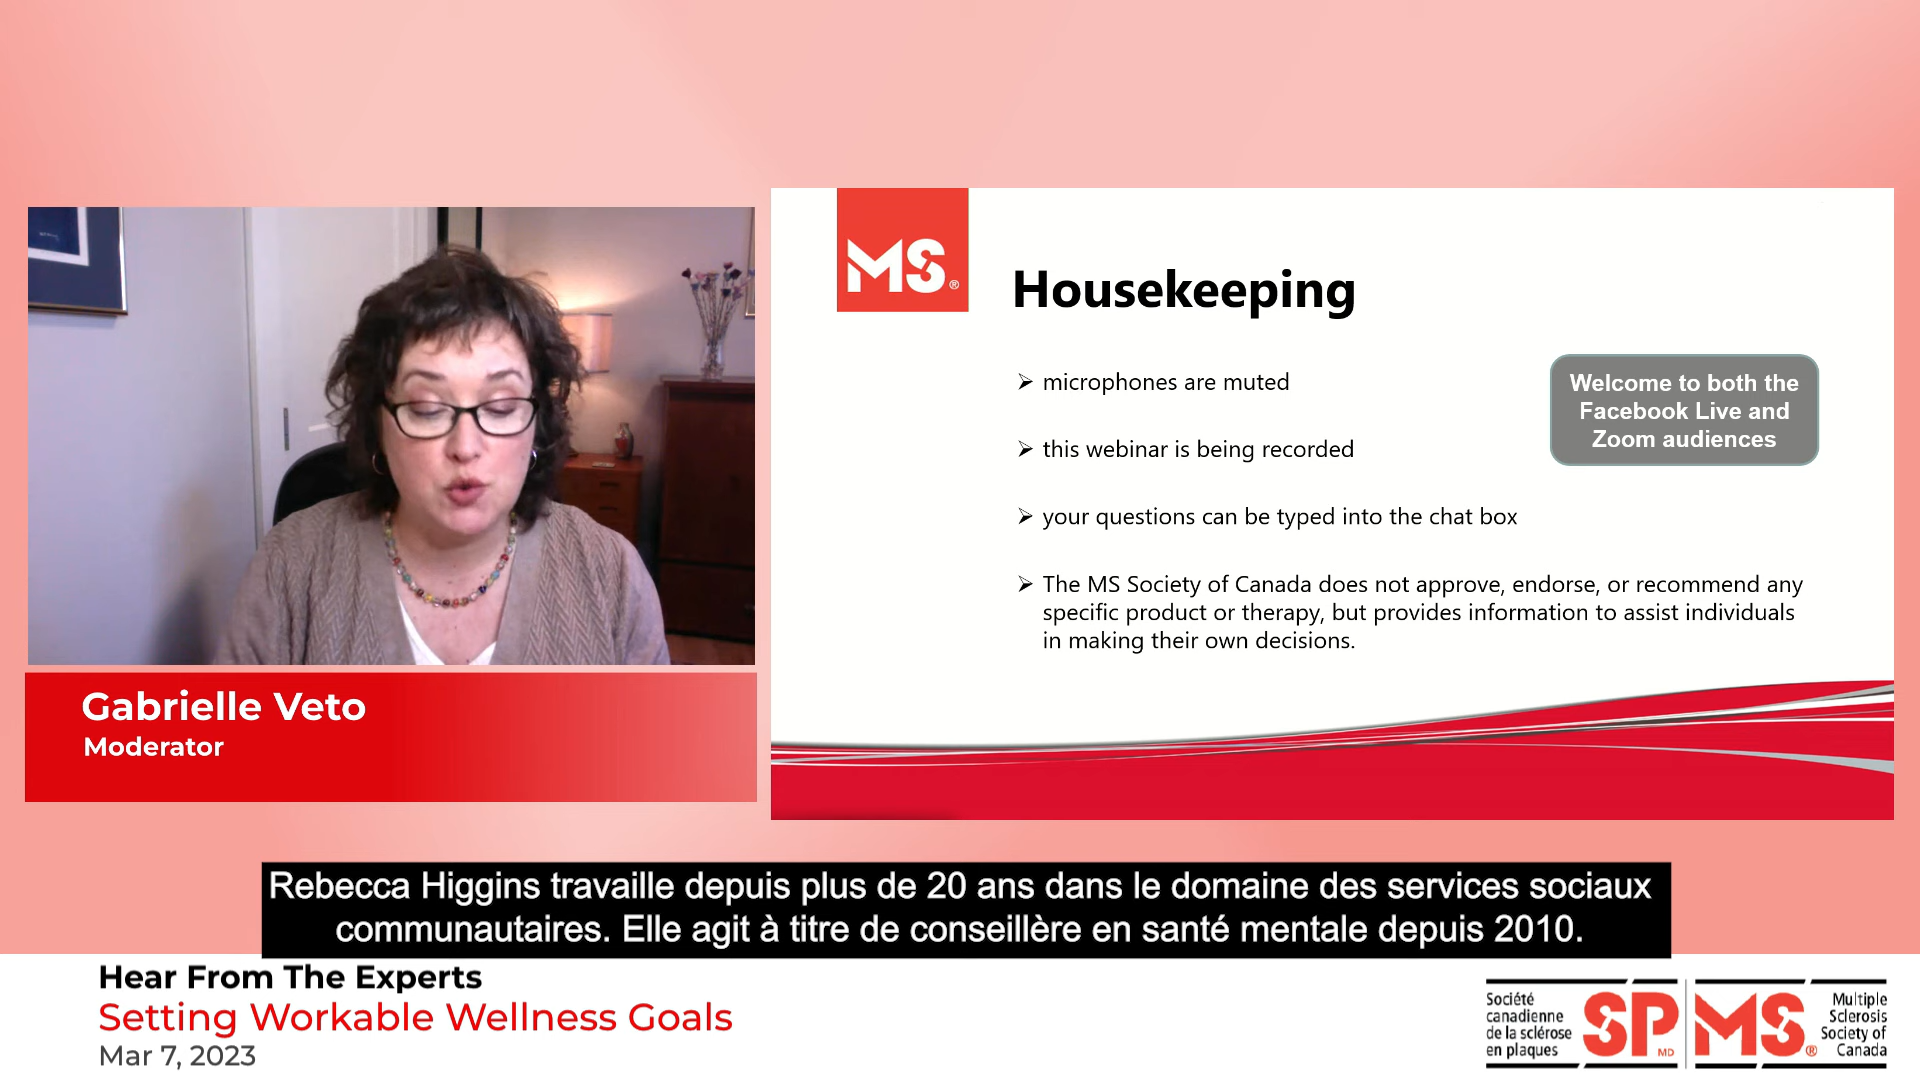 MS®
Housekeeping
➢ microphones are muted
➢ this webinar is being recorded
➢ your questions can be typed into the chat box
➢ The MS Society of Canada does not approve, endorse, or recommend any
specific product or therapy, but provides information to assist individuals
in making their own decisions.
Welcome to both the
Facebook Live and
Zoom audiences
Gabrielle Veto
Moderator
Rebecca Higgins travaille depuis plus de 20 ans dans le domaine des services sociaux
communautaires. Elle agit à titre de conseillère en santé mentale depuis 2010.
Hear From The Experts
Setting Workable Wellness Goals
Mar 7, 2023
Société
canadienne
de la sclérose
en plaques
SP MD
MS®
Multiple
Sclerosis
Society of
Canada